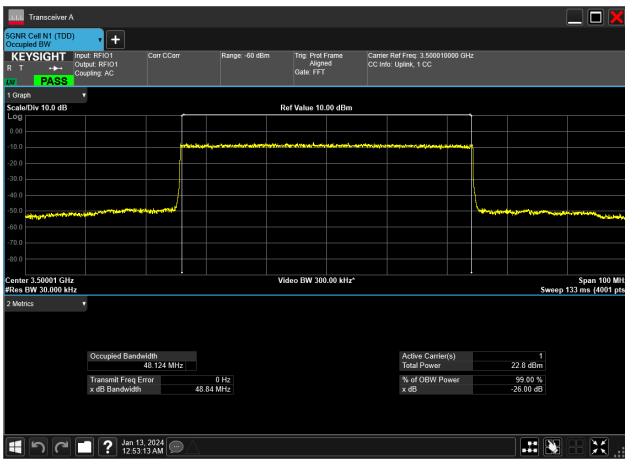 Transceiver A
5GNR Cell N1 (TDD)
Occupied BW
KEYSIGHT Input: RFIO1 Corr CCorr Range: -60 dBm Trig: Prot Frame Carrier Ref Freq: 3.500010000 GHz
R T Output: RFIO1 Aligned CC Info: Uplink, 1 CC
Coupling: AC Gate: FFT
PASS
1 Graph
Scale/Div 10.0 dB Ref Value 10.00 dBm
Log
0.00
-10.0
-20.0
-30.0
-40.0
-50.0
-60.0
-70.0
-80.0
Center 3.50001 GHz Video BW 300.00 kHz* Span 100 MHz
#Res BW 30.000 kHz Sweep 133 ms (4001 pts
2 Metrics
Occupied Bandwidth Active Carrier(s) 1
48.124 MHz Total Power 22.8 dBm
Transmit Freq Error 0 Hz % of OBW Power 99.00 %
x dB Bandwidth 48.84 MHz x dB -26.00 dB
? Jan 13, 2024
12:53:13 AM